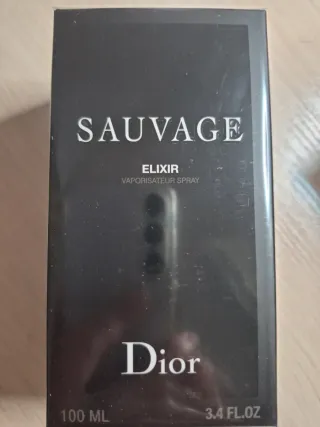 SAUVAGE
ELIXIR
VAPORISATEUR SPRAY
Dior
100 ML 3.4 FL.OZ